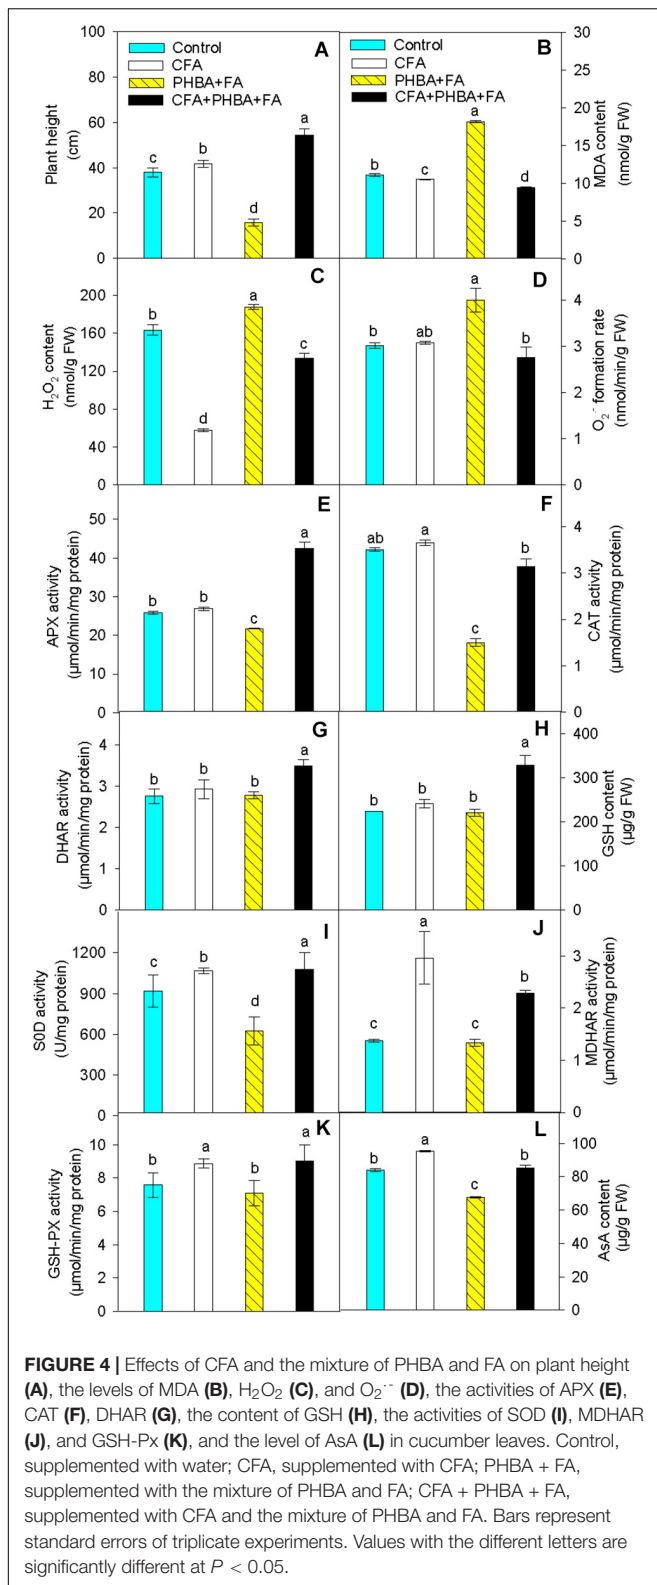 100
80
60
40
20
0
Plant height
(cm)
Control
CFA
PHBA+FA
CFA+PHBA+FA
A
c
b
d
a
Control
CFA
PHBA+FA
CFA+PHBA+FA
B
b
c
a
d
30
25
20
15
10
5
0
MDA content
(nmol/g FW)
200
160
120
80
40
0
H2O2 content
(nmol/g FW)
C
b
d
a
c
D
b
ab
a
b
4
3
2
1
0
O2·- formation rate
(nmol/min/g FW)
50
40
30
20
10
0
APX activity
(μmol/min/mg protein)
E
b
b
c
a
F
ab
a
c
b
4
3
2
1
0
CAT activity
(μmol/min/mg protein)
4
3
2
1
0
DHAR activity
(μmol/min/mg protein)
G
b
b
b
a
H
b
b
b
a
400
300
200
100
0
GSH content
(μg/g FW)
1200
900
600
300
0
S0D activity
(U/mg protein)
I
c
b
d
a
J
c
a
c
b
3
2
1
0
MDHAR activity
(μmol/min/mg protein)
10
8
6
4
2
0
GSH-PX activity
(μmol/min/mg protein)
K
b
a
b
a
L
b
a
c
b
100
80
60
40
20
0
AsA content
(μg/g FW)
FIGURE 4 | Effects of CFA and the mixture of PHBA and FA on plant height
(A), the levels of MDA (B), H2O2 (C), and O2·- (D), the activities of APX (E),
CAT (F), DHAR (G), the content of GSH (H), the activities of SOD (I), MDHAR
(J), and GSH-Px (K), and the level of AsA (L) in cucumber leaves. Control,
supplemented with water; CFA, supplemented with CFA; PHBA + FA,
supplemented with the mixture of PHBA and FA; CFA + PHBA + FA,
supplemented with CFA and the mixture of PHBA and FA. Bars represent
standard errors of triplicate experiments. Values with the different letters are
significantly different at P < 0.05.